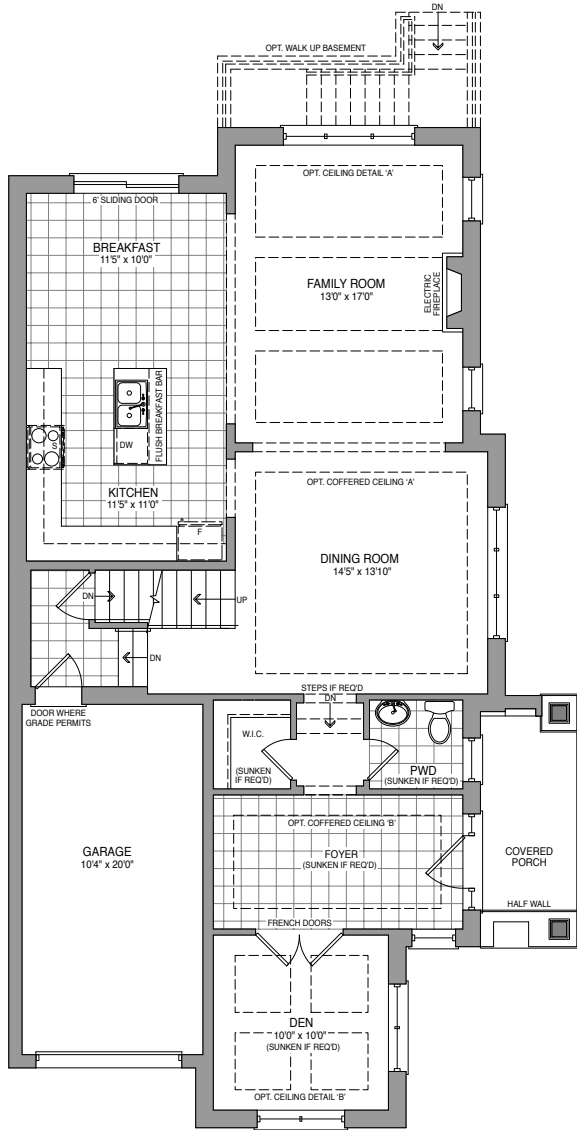 DN
OPT. WALK UP BASEMENT
OPT. CEILING DETAIL 'A'
6' SLIDING DOOR
BREAKFAST
11'5" x 10'0"
FAMILY ROOM
13'0" x 17'0"
ELECTRIC
FIREPLACE
FLUSH BREAKFAST BAR
DW
S
KITCHEN
11'5" x 11'0"
F
OPT. COFFERED CEILING 'A'
DINING ROOM
14'5" x 13'10"
DN
UP
DN
STEPS IF REQ'D
DN
DOOR WHERE
GRADE PERMITS
W.I.C.
(SUNKEN
IF REQ'D)
PWD
(SUNKEN IF REQ'D)
OPT. COFFERED CEILING 'B'
FOYER
(SUNKEN IF REQ'D)
GARAGE
10'4" x 20'0"
COVERED
PORCH
HALF WALL
FRENCH DOORS
DEN
10'0" x 10'0"
(SUNKEN IF REQ'D)
OPT. CEILING DETAIL 'B'